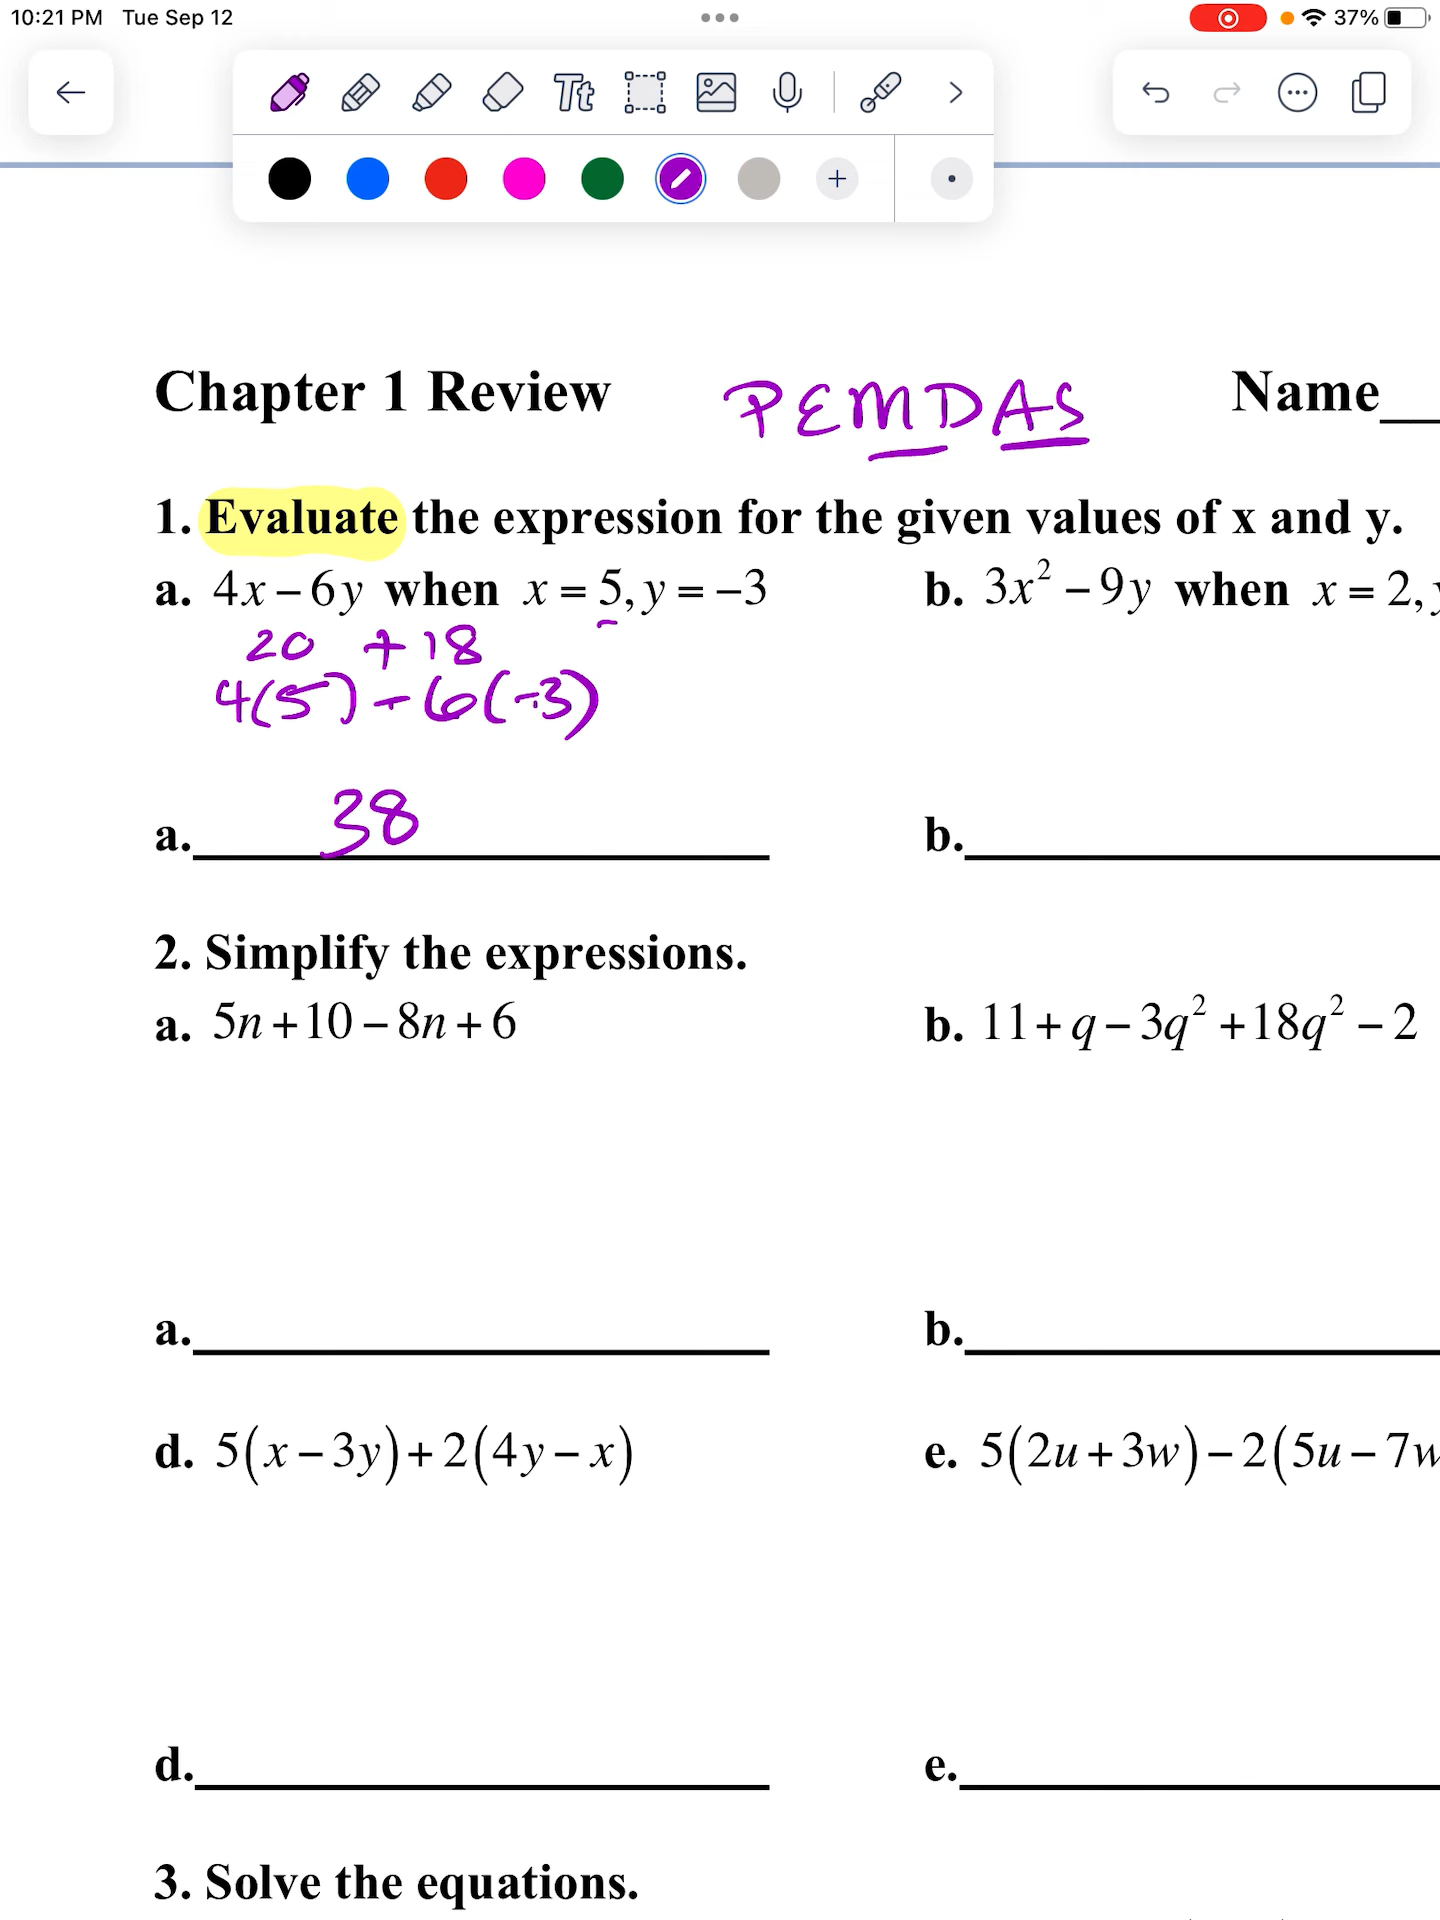 10:21 PM Tue Sep 12
37%
Tt
Chapter 1 Review PEMDAS Name
1. Evaluate the expression for the given values of x and y.
a. 4x – 6y when x = 5, y = –3 b. 3x² – 9y when x = 2,
20 + 18
4(5) – 6(–3)
a. 38 b.
2. Simplify the expressions.
a. 5n + 10 – 8n + 6 b. 11 + q – 3q² + 18q² – 2
a. b.
d. 5(x – 3y) + 2(4y – x) e. 5(2u + 3w) – 2(5u – 7w
d. e.
3. Solve the equations.